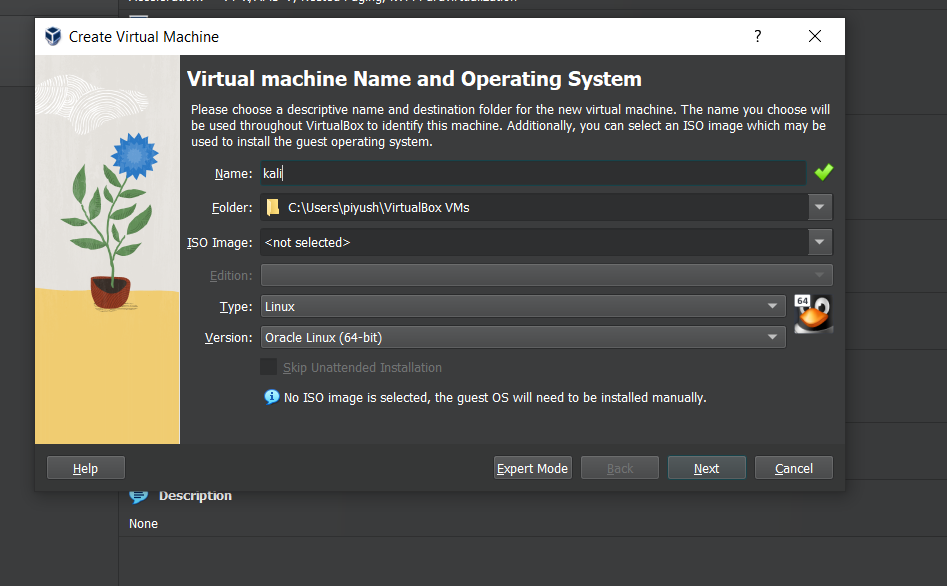 Create Virtual Machine
?
Virtual machine Name and Operating System
Please choose a descriptive name and destination folder for the new virtual machine. The name you choose will
be used throughout VirtualBox to identify this machine. Additionally, you can select an ISO image which may be
used to install the guest operating system.
Name: kali
Folder: C:\Users\piyush\VirtualBox VMs
ISO Image: <not selected>
Edition:
Type: Linux
64
Version: Oracle Linux (64-bit)
Skip Unattended Installation
No ISO image is selected, the guest OS will need to be installed manually.
Help Expert Mode Back Next Cancel
Description
None